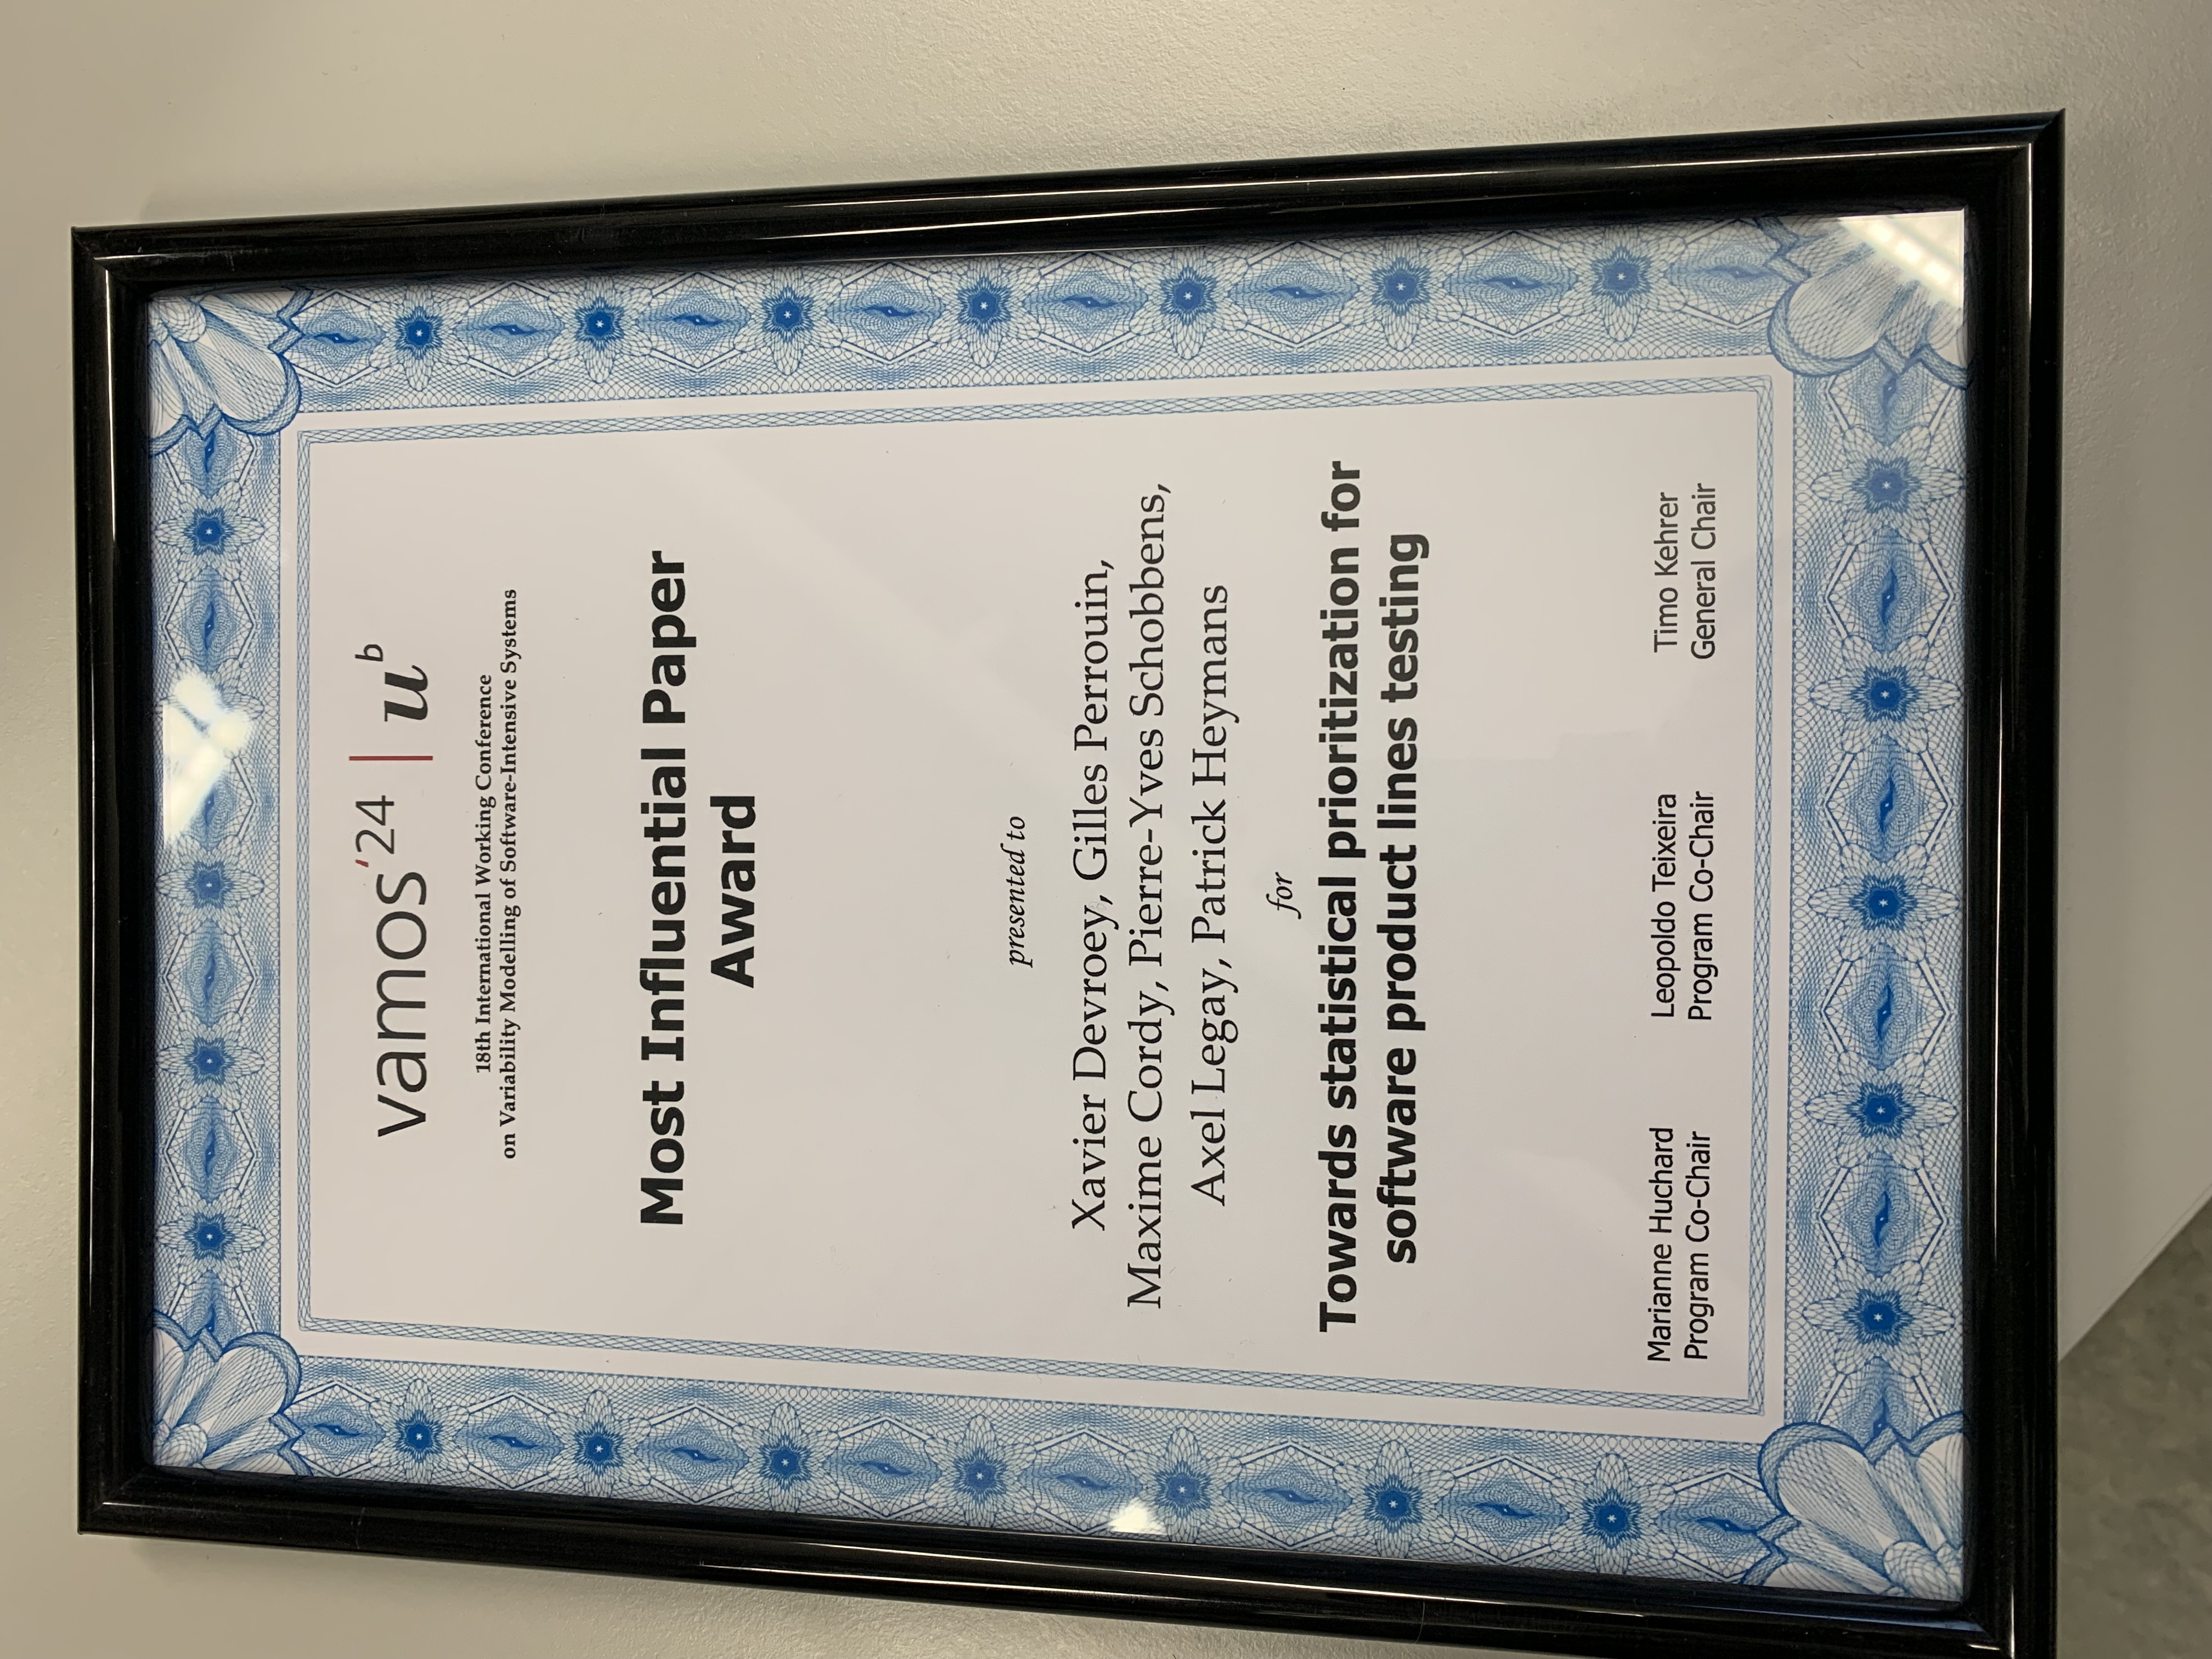 vamos'24 | u^b
18th International Working Conference
on Variability Modelling of Software-Intensive Systems
Most Influential Paper
Award
presented to
Xavier Devroey, Gilles Perrouin,
Maxime Cordy, Pierre-Yves Schobbens,
Axel Legay, Patrick Heymans
for
Towards statistical prioritization for
software product lines testing
Marianne Huchard Leopoldo Teixeira Timo Kehrer
Program Co-Chair Program Co-Chair General Chair